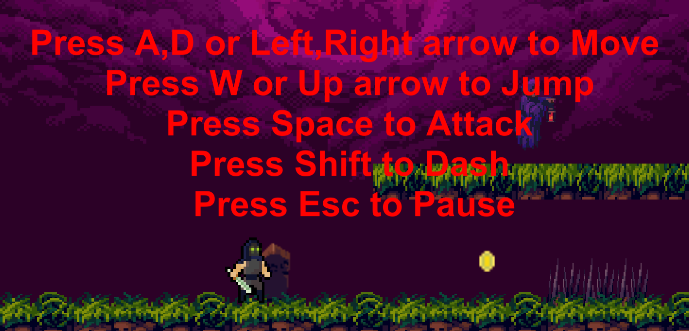 Press A,D or Left,Right arrow to Move
Press W or Up arrow to Jump
Press Space to Attack
Press Shift to Dash
Press Esc to Pause